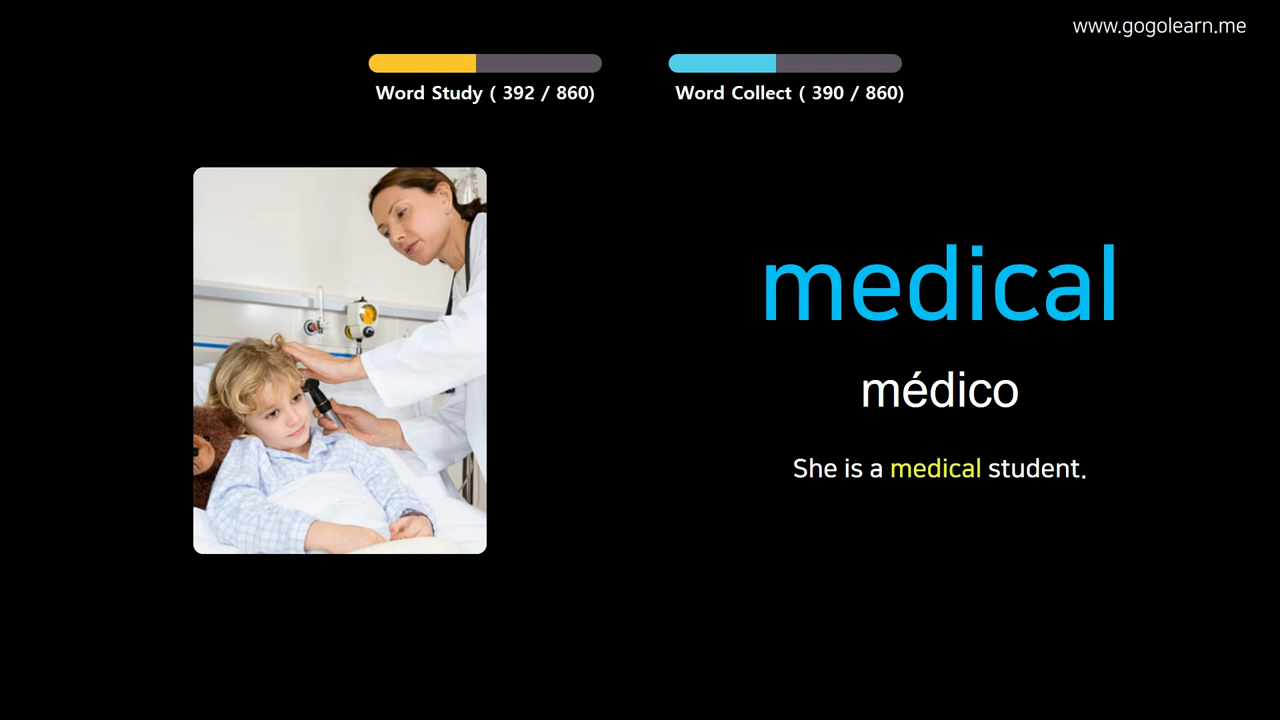 www.gogolearn.me
Word Study ( 392 / 860)
Word Collect ( 390 / 860)
medical
médico
She is a medical student.